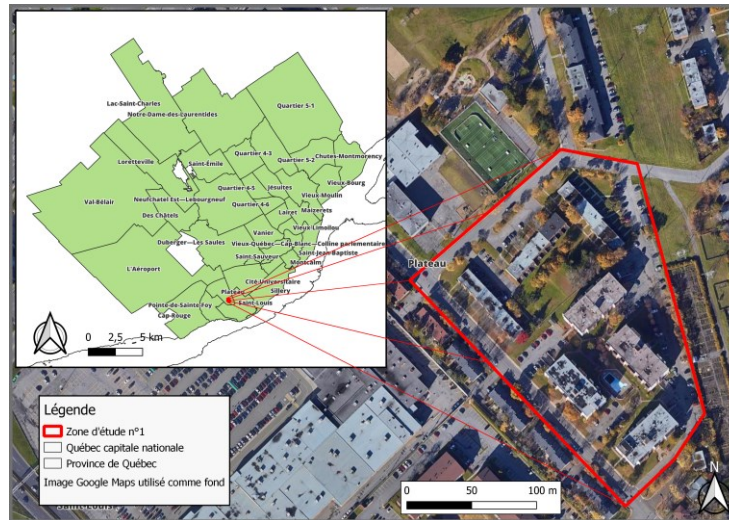 Lac-Saint-Charles
Notre-Dame-des-Laurentides
Quartier 5-1
Loretteville
Saint-Émile
Quartier 4-3
Quartier 5-2
Chutes-Montmorency
Vieux-Bourg
Val-Bélair
Neufchatel Est—Lebourgneuf
Quartier 4-5
Jésuites
Vieux-Moulin
Des Châtels
Quartier 4-6
Lairet
Maizerets
Vanier
Vieux-Limoilou
Duberger—Les Saules
Vieux-Québec—Cap-Blanc—Colline parlementaire
Saint-Sauveur
Saint-Jean-Baptiste
Montcalm
L'Aéroport
Cité-Universitaire
Plateau
Sillery
Pointe-de-Sainte-Foy
Saint-Louis
Cap-Rouge
0 2,5 5 km
Plateau
Légende
Zone d'étude n°1
Québec capitale nationale
Province de Québec
Image Google Maps utilisé comme fond
Saint-Louis
0 50 100 m
N